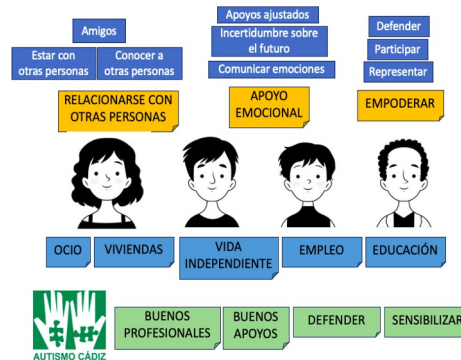 Amigos
Estar con
otras personas
Conocer a
otras personas
Apoyos ajustados
Incertidumbre sobre
el futuro
Comunicar emociones
Defender
Participar
Representar
RELACIONARSE CON
OTRAS PERSONAS
APOYO
EMOCIONAL
EMPODERAR
OCIO
VIVIENDAS
VIDA
INDEPENDIENTE
EMPLEO
EDUCACIÓN
AUTISMO CÁDIZ
BUENOS
PROFESIONALES
BUENOS
APOYOS
DEFENDER
SENSIBILIZAR